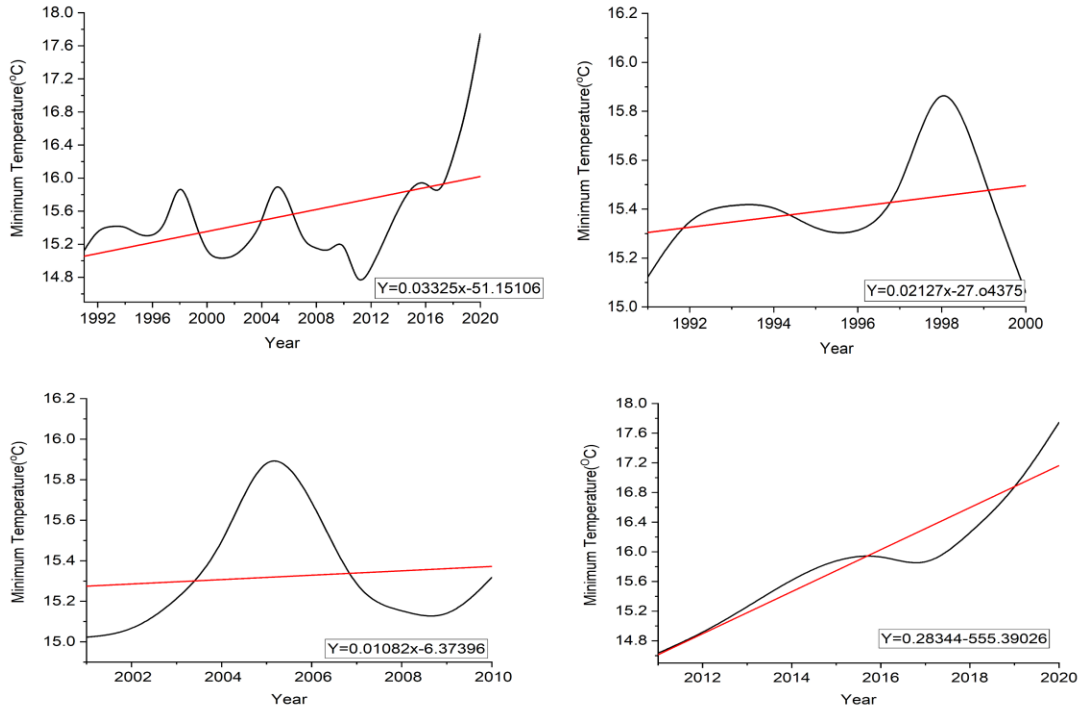 18.0
17.6
17.2
16.8
16.4
16.0
15.6
15.2
14.8
Minimum Temperature(°C)
Y=0.03325x-51.15106
1992 1996 2000 2004 2008 2012 2016 2020
Year
16.2
16.0
15.8
15.6
15.4
15.2
15.0
Minimum Temperature(°C)
Y=0.02127x-27.o4375
1992 1994 1996 1998 2000
Year
16.2
16.0
15.8
15.6
15.4
15.2
15.0
Minimum Temperature(°C)
Y=0.01082x-6.37396
2002 2004 2006 2008 2010
Year
18.0
17.6
17.2
16.8
16.4
16.0
15.6
15.2
14.8
Minimum Temperature(°C)
Y=0.28344-555.39026
2012 2014 2016 2018 2020
Year